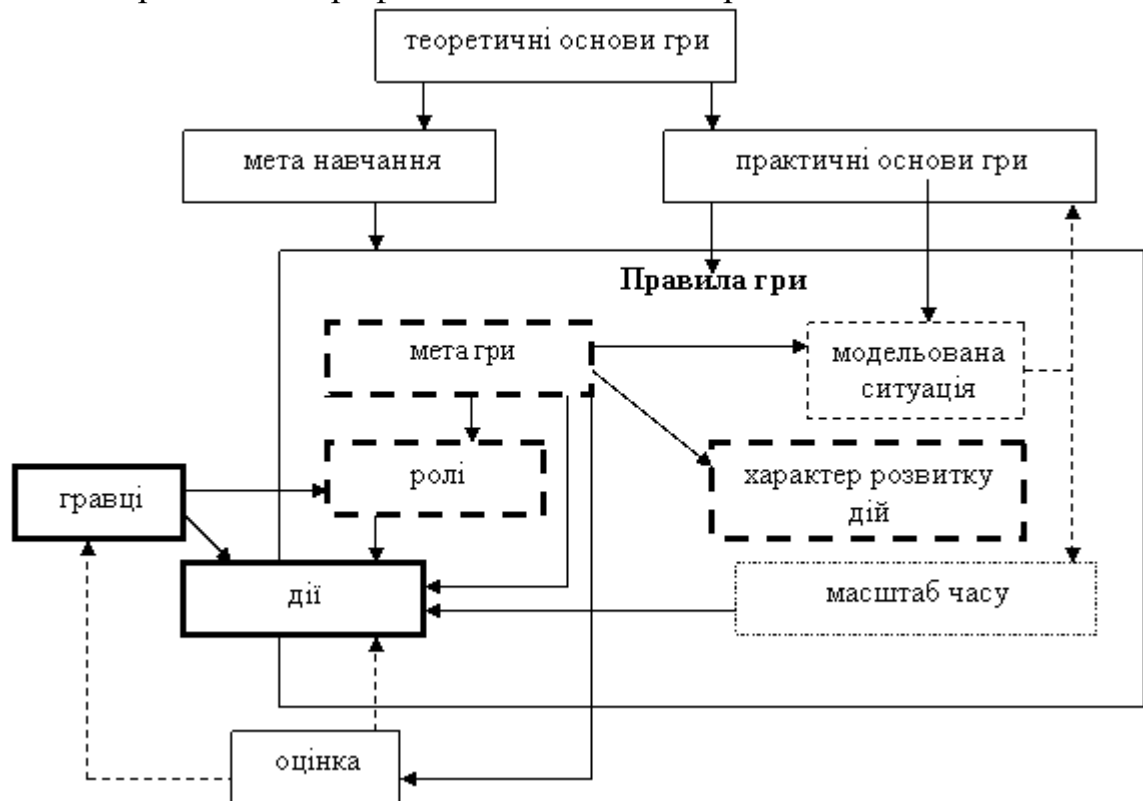 теоретичні основи гри
мета навчання
практичні основи гри
Правила гри
мета гри
модельована
ситуація
ролі
характер розвитку
дій
гравці
дії
масштаб часу
оцінка